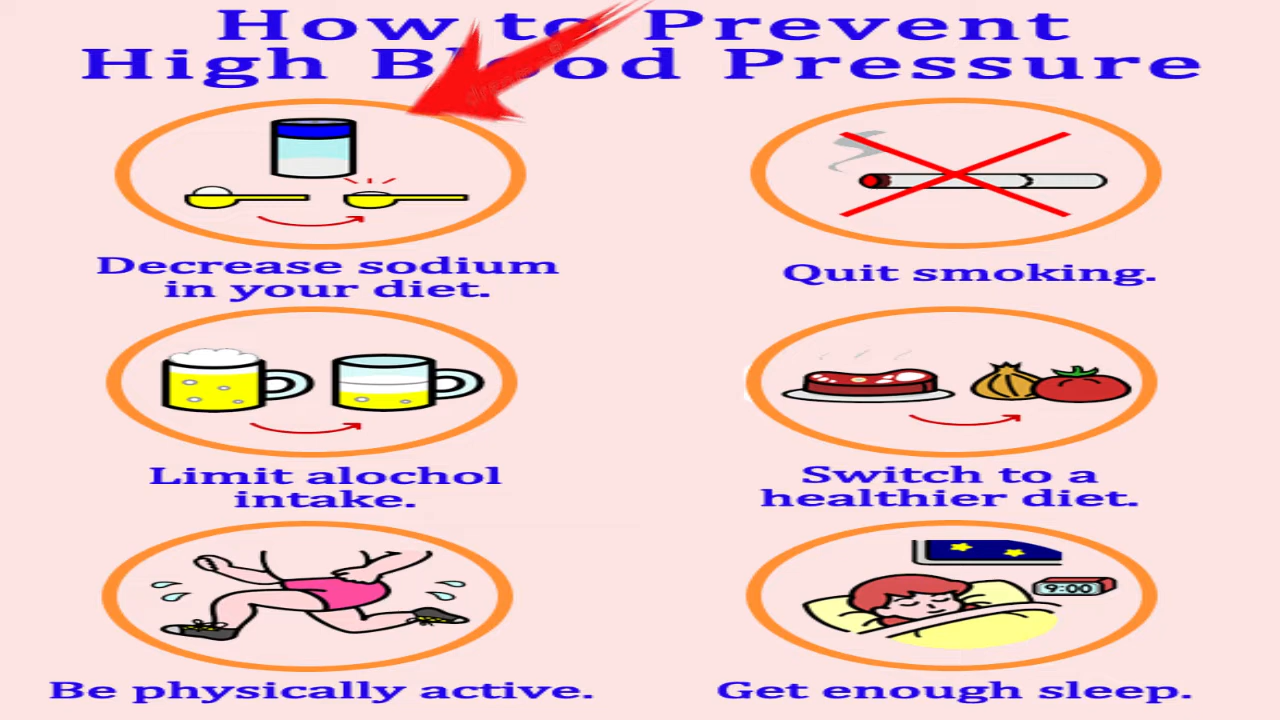 How to Prevent
High Blood Pressure
Decrease sodium
in your diet.
Quit smoking.
Limit alochol
intake.
Switch to a
healthier diet.
9:00
Be physically active.
Get enough sleep.